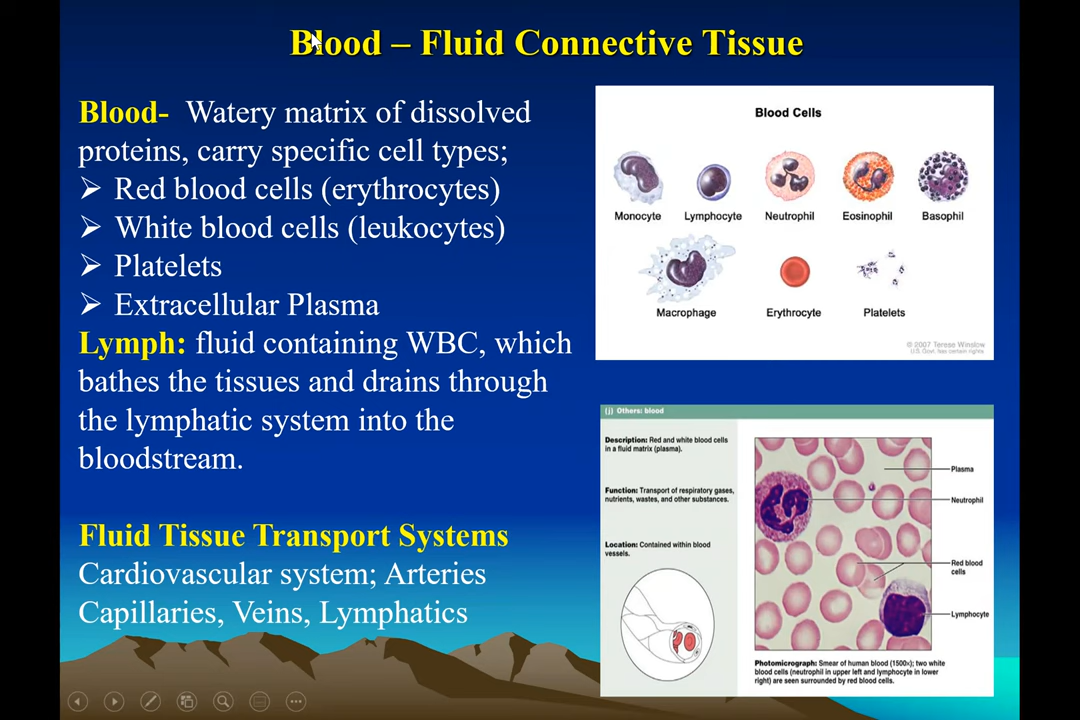 Blood – Fluid Connective Tissue
Blood- Watery matrix of dissolved
proteins, carry specific cell types;
➢ Red blood cells (erythrocytes)
➢ White blood cells (leukocytes)
➢ Platelets
➢ Extracellular Plasma
Lymph: fluid containing WBC, which
bathes the tissues and drains through
the lymphatic system into the
bloodstream.
Fluid Tissue Transport Systems
Cardiovascular system; Arteries
Capillaries, Veins, Lymphatics
Blood Cells
Monocyte Lymphocyte Neutrophil Eosinophil Basophil
Macrophage Erythrocyte Platelets
© 2007 Terese Winslow
U.S. Govt. has certain rights
(j) Others: blood
Description: Red and white blood cells
in a fluid matrix (plasma).
Function: Transport of respiratory gases,
nutrients, wastes, and other substances.
Location: Contained within blood
vessels.
Plasma
Neutrophil
Red blood
cells
Lymphocyte
Photomicrograph: Smear of human blood (1500x); two white
blood cells (neutrophil in upper left and lymphocyte in lower
right) are seen surrounded by red blood cells.